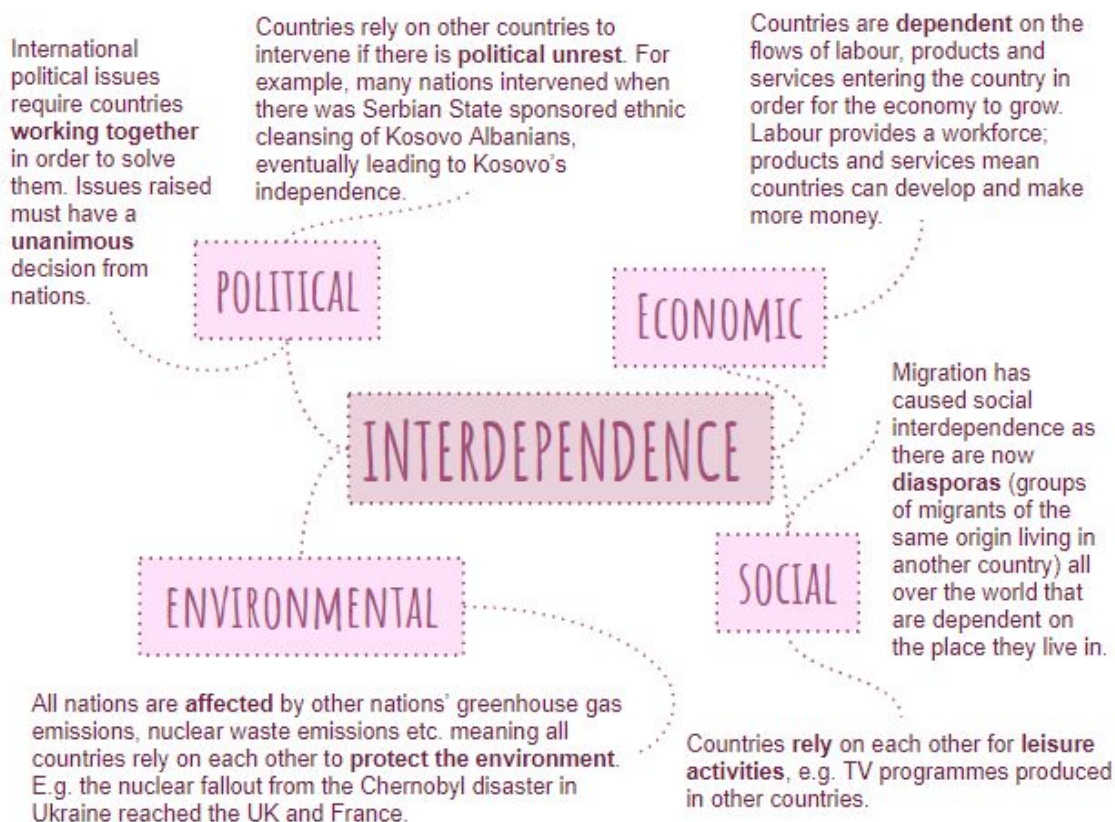 International
political issues
require countries
working together
in order to solve
them. Issues raised
must have a
unanimous
decision from
nations.
Countries rely on other countries to
intervene if there is political unrest. For
example, many nations intervened when
there was Serbian State sponsored ethnic
cleansing of Kosovo Albanians,
eventually leading to Kosovo's
independence.
Countries are dependent on the
flows of labour, products and
services entering the country in
order for the economy to grow.
Labour provides a workforce;
products and services mean
countries can develop and make
more money.
POLITICAL
ECONOMIC
INTERDEPENDENCE
Migration has
caused social
interdependence as
there are now
diasporas (groups
of migrants of the
same origin living in
another country) all
over the world that
are dependent on
the place they live in.
ENVIRONMENTAL
SOCIAL
All nations are affected by other nations' greenhouse gas
emissions, nuclear waste emissions etc. meaning all
countries rely on each other to protect the environment.
E.g. the nuclear fallout from the Chernobyl disaster in
Ukraine reached the UK and France.
Countries rely on each other for leisure
activities, e.g. TV programmes produced
in other countries.